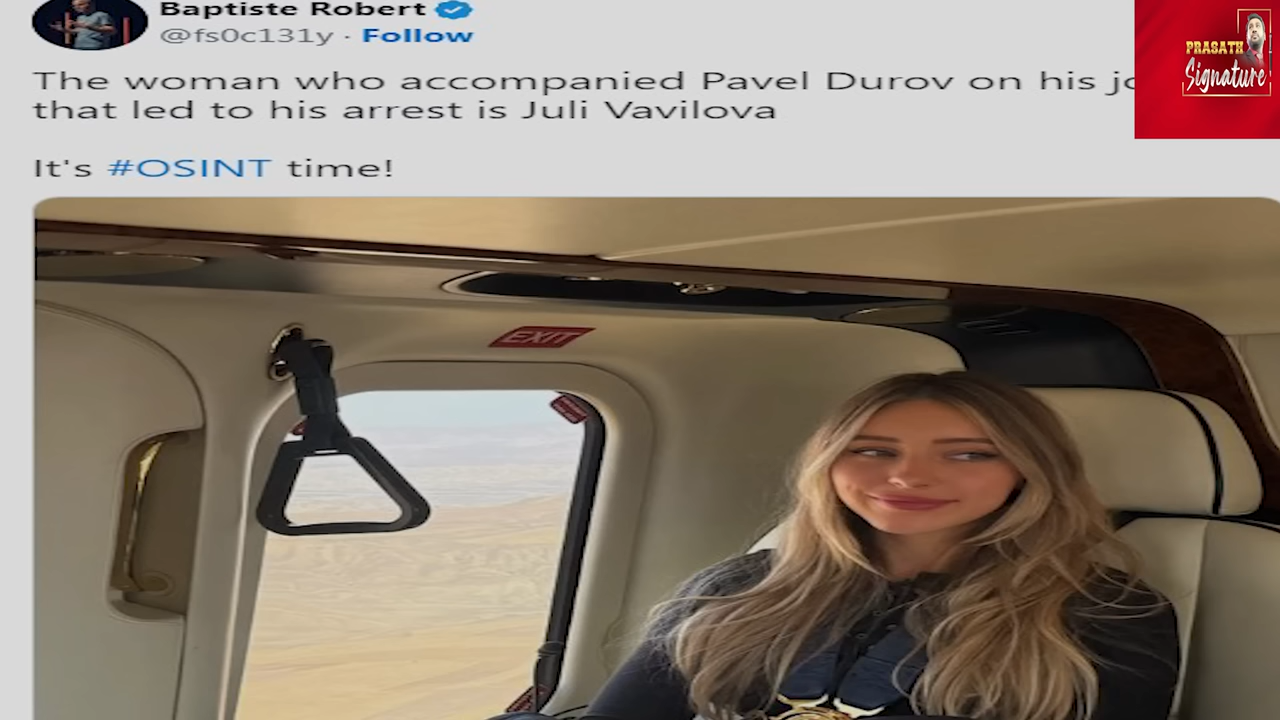 Baptiste Robert
@fs0c131y · Follow
The woman who accompanied Pavel Durov on his
that led to his arrest is Juli Vavilova
It's #OSINT time!
PRASATH
Signature
EXIT